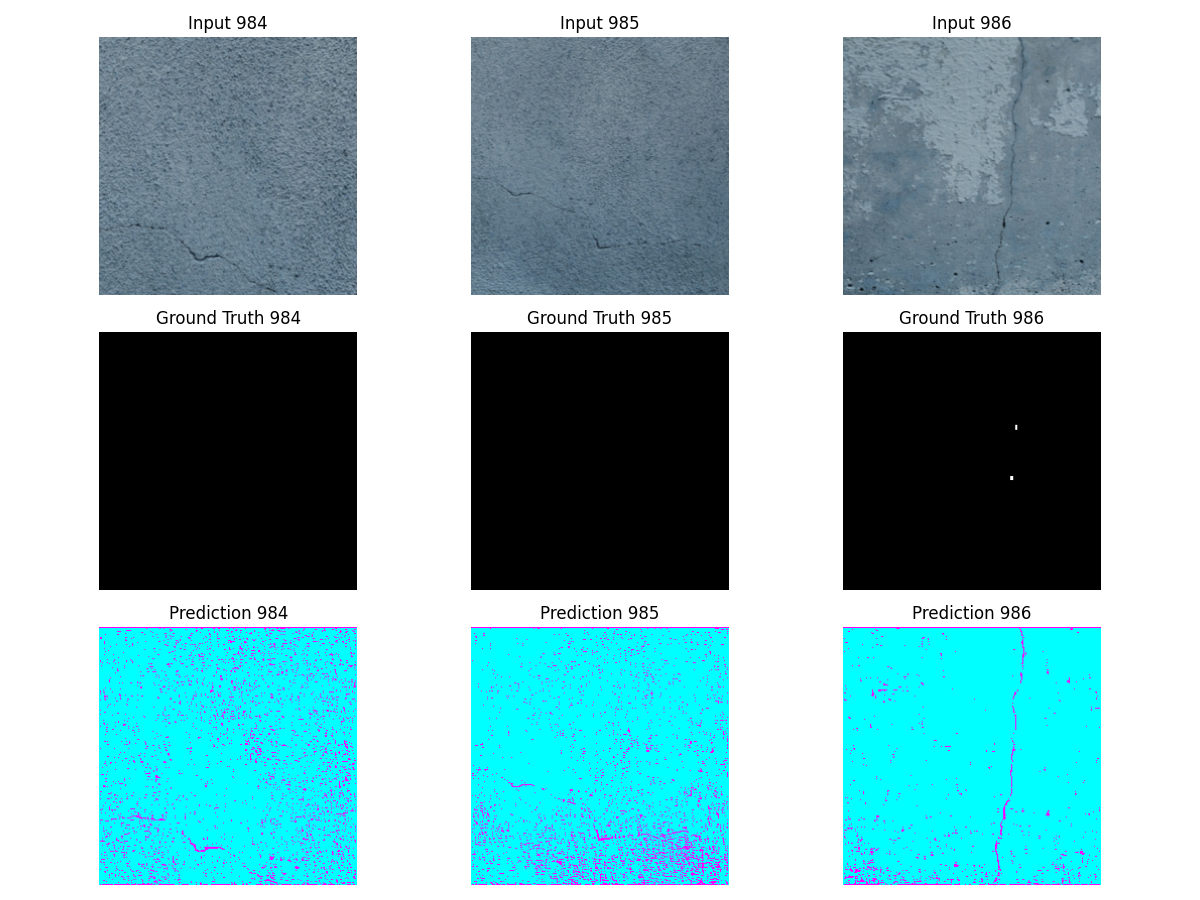 Input 984
Input 985
Input 986
Ground Truth 984
Ground Truth 985
Ground Truth 986
Prediction 984
Prediction 985
Prediction 986